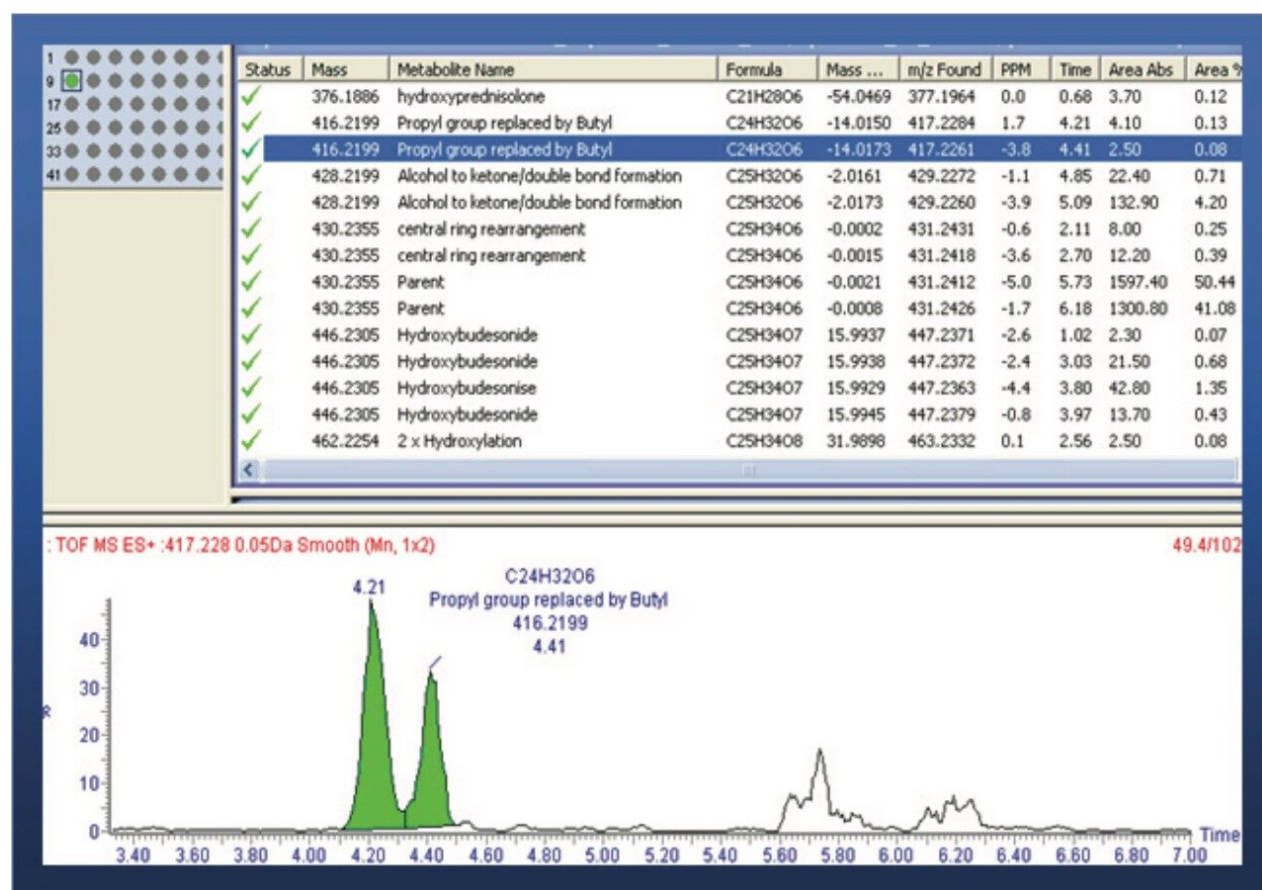 1
9
17
25
33
41
Status Mass Metabolite Name Formula Mass ... m/z Found PPM Time Area Abs Area %
376.1886 hydroxyprednisolone C21H28O6 -54.0469 377.1964 0.0 0.68 3.70 0.12
416.2199 Propyl group replaced by Butyl C24H32O6 -14.0150 417.2284 1.7 4.21 4.10 0.13
416.2199 Propyl group replaced by Butyl C24H32O6 -14.0173 417.2261 -3.8 4.41 2.50 0.08
428.2199 Alcohol to ketone/double bond formation C25H32O6 -2.0161 429.2272 -1.1 4.85 22.40 0.71
428.2199 Alcohol to ketone/double bond formation C25H32O6 -2.0173 429.2260 -3.9 5.09 132.90 4.20
430.2355 central ring rearrangement C25H34O6 -0.0002 431.2431 -0.6 2.11 8.00 0.25
430.2355 central ring rearrangement C25H34O6 -0.0015 431.2418 -3.6 2.70 12.20 0.39
430.2355 Parent C25H34O6 -0.0021 431.2412 -5.0 5.73 1597.40 50.44
430.2355 Parent C25H34O6 -0.0008 431.2426 -1.7 6.18 1300.80 41.08
446.2305 Hydroxybudesonide C25H34O7 15.9937 447.2371 -2.6 1.02 2.30 0.07
446.2305 Hydroxybudesonide C25H34O7 15.9938 447.2372 -2.4 3.03 21.50 0.68
446.2305 Hydroxybudesonise C25H34O7 15.9929 447.2363 -4.4 3.80 42.80 1.35
446.2305 Hydroxybudesonide C25H34O7 15.9945 447.2379 -0.8 3.97 13.70 0.43
462.2254 2 x Hydroxylation C25H34O8 31.9898 463.2332 0.1 2.56 2.50 0.08
: TOF MS ES+ :417.228 0.05Da Smooth (Mn, 1x2) 49.4/102
4.21
C24H32O6
Propyl group replaced by Butyl
416.2199
4.41
40
30
20
10
0
%
Time
3.40 3.60 3.80 4.00 4.20 4.40 4.60 4.80 5.00 5.20 5.40 5.60 5.80 6.00 6.20 6.40 6.60 6.80 7.00